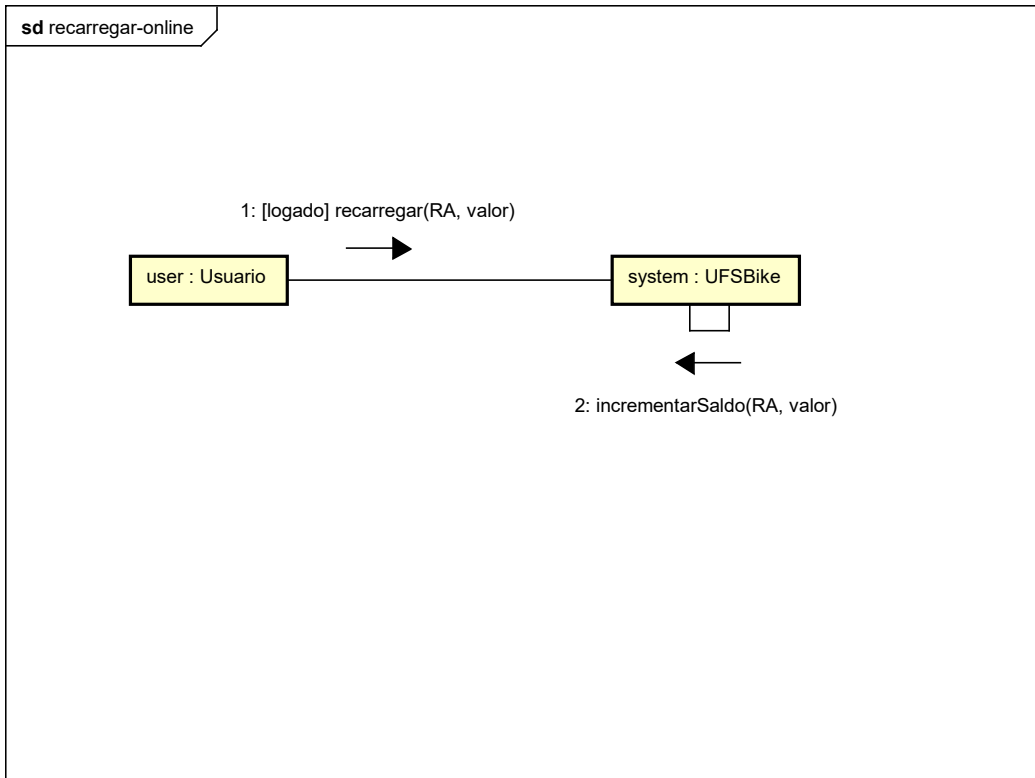 sd recarregar-online
1: [logado] recarregar(RA, valor)
user : Usuario
system : UFSBike
2: incrementarSaldo(RA, valor)